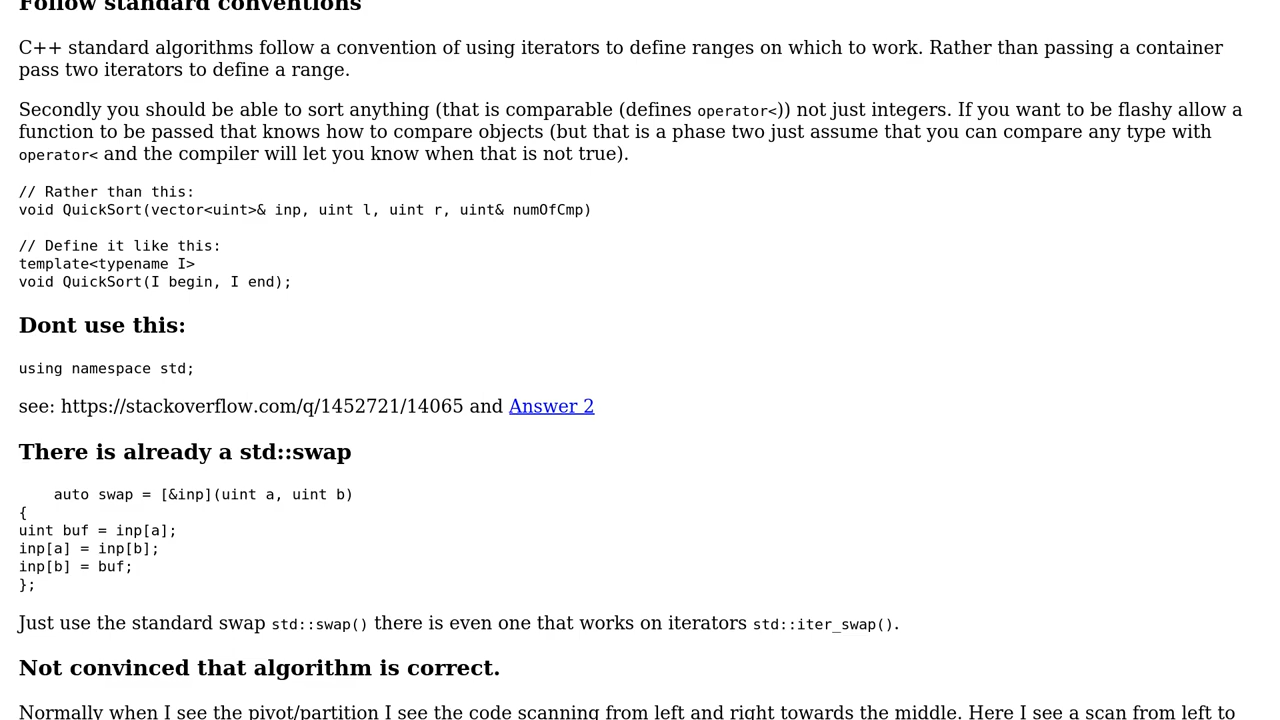 Follow standard conventions
C++ standard algorithms follow a convention of using iterators to define ranges on which to work. Rather than passing a container
pass two iterators to define a range.
Secondly you should be able to sort anything (that is comparable (defines operator<)) not just integers. If you want to be flashy allow a
function to be passed that knows how to compare objects (but that is a phase two just assume that you can compare any type with
operator< and the compiler will let you know when that is not true).
// Rather than this:
void QuickSort(vector<uint>& inp, uint l, uint r, uint& numOfCmp)
// Define it like this:
template<typename I>
void QuickSort(I begin, I end);
Dont use this:
using namespace std;
see: https://stackoverflow.com/q/1452721/14065 and Answer 2
There is already a std::swap
    auto swap = [&inp](uint a, uint b)
{
uint buf = inp[a];
inp[a] = inp[b];
inp[b] = buf;
};
Just use the standard swap std::swap() there is even one that works on iterators std::iter_swap().
Not convinced that algorithm is correct.
Normally when I see the pivot/partition I see the code scanning from left and right towards the middle. Here I see a scan from left to